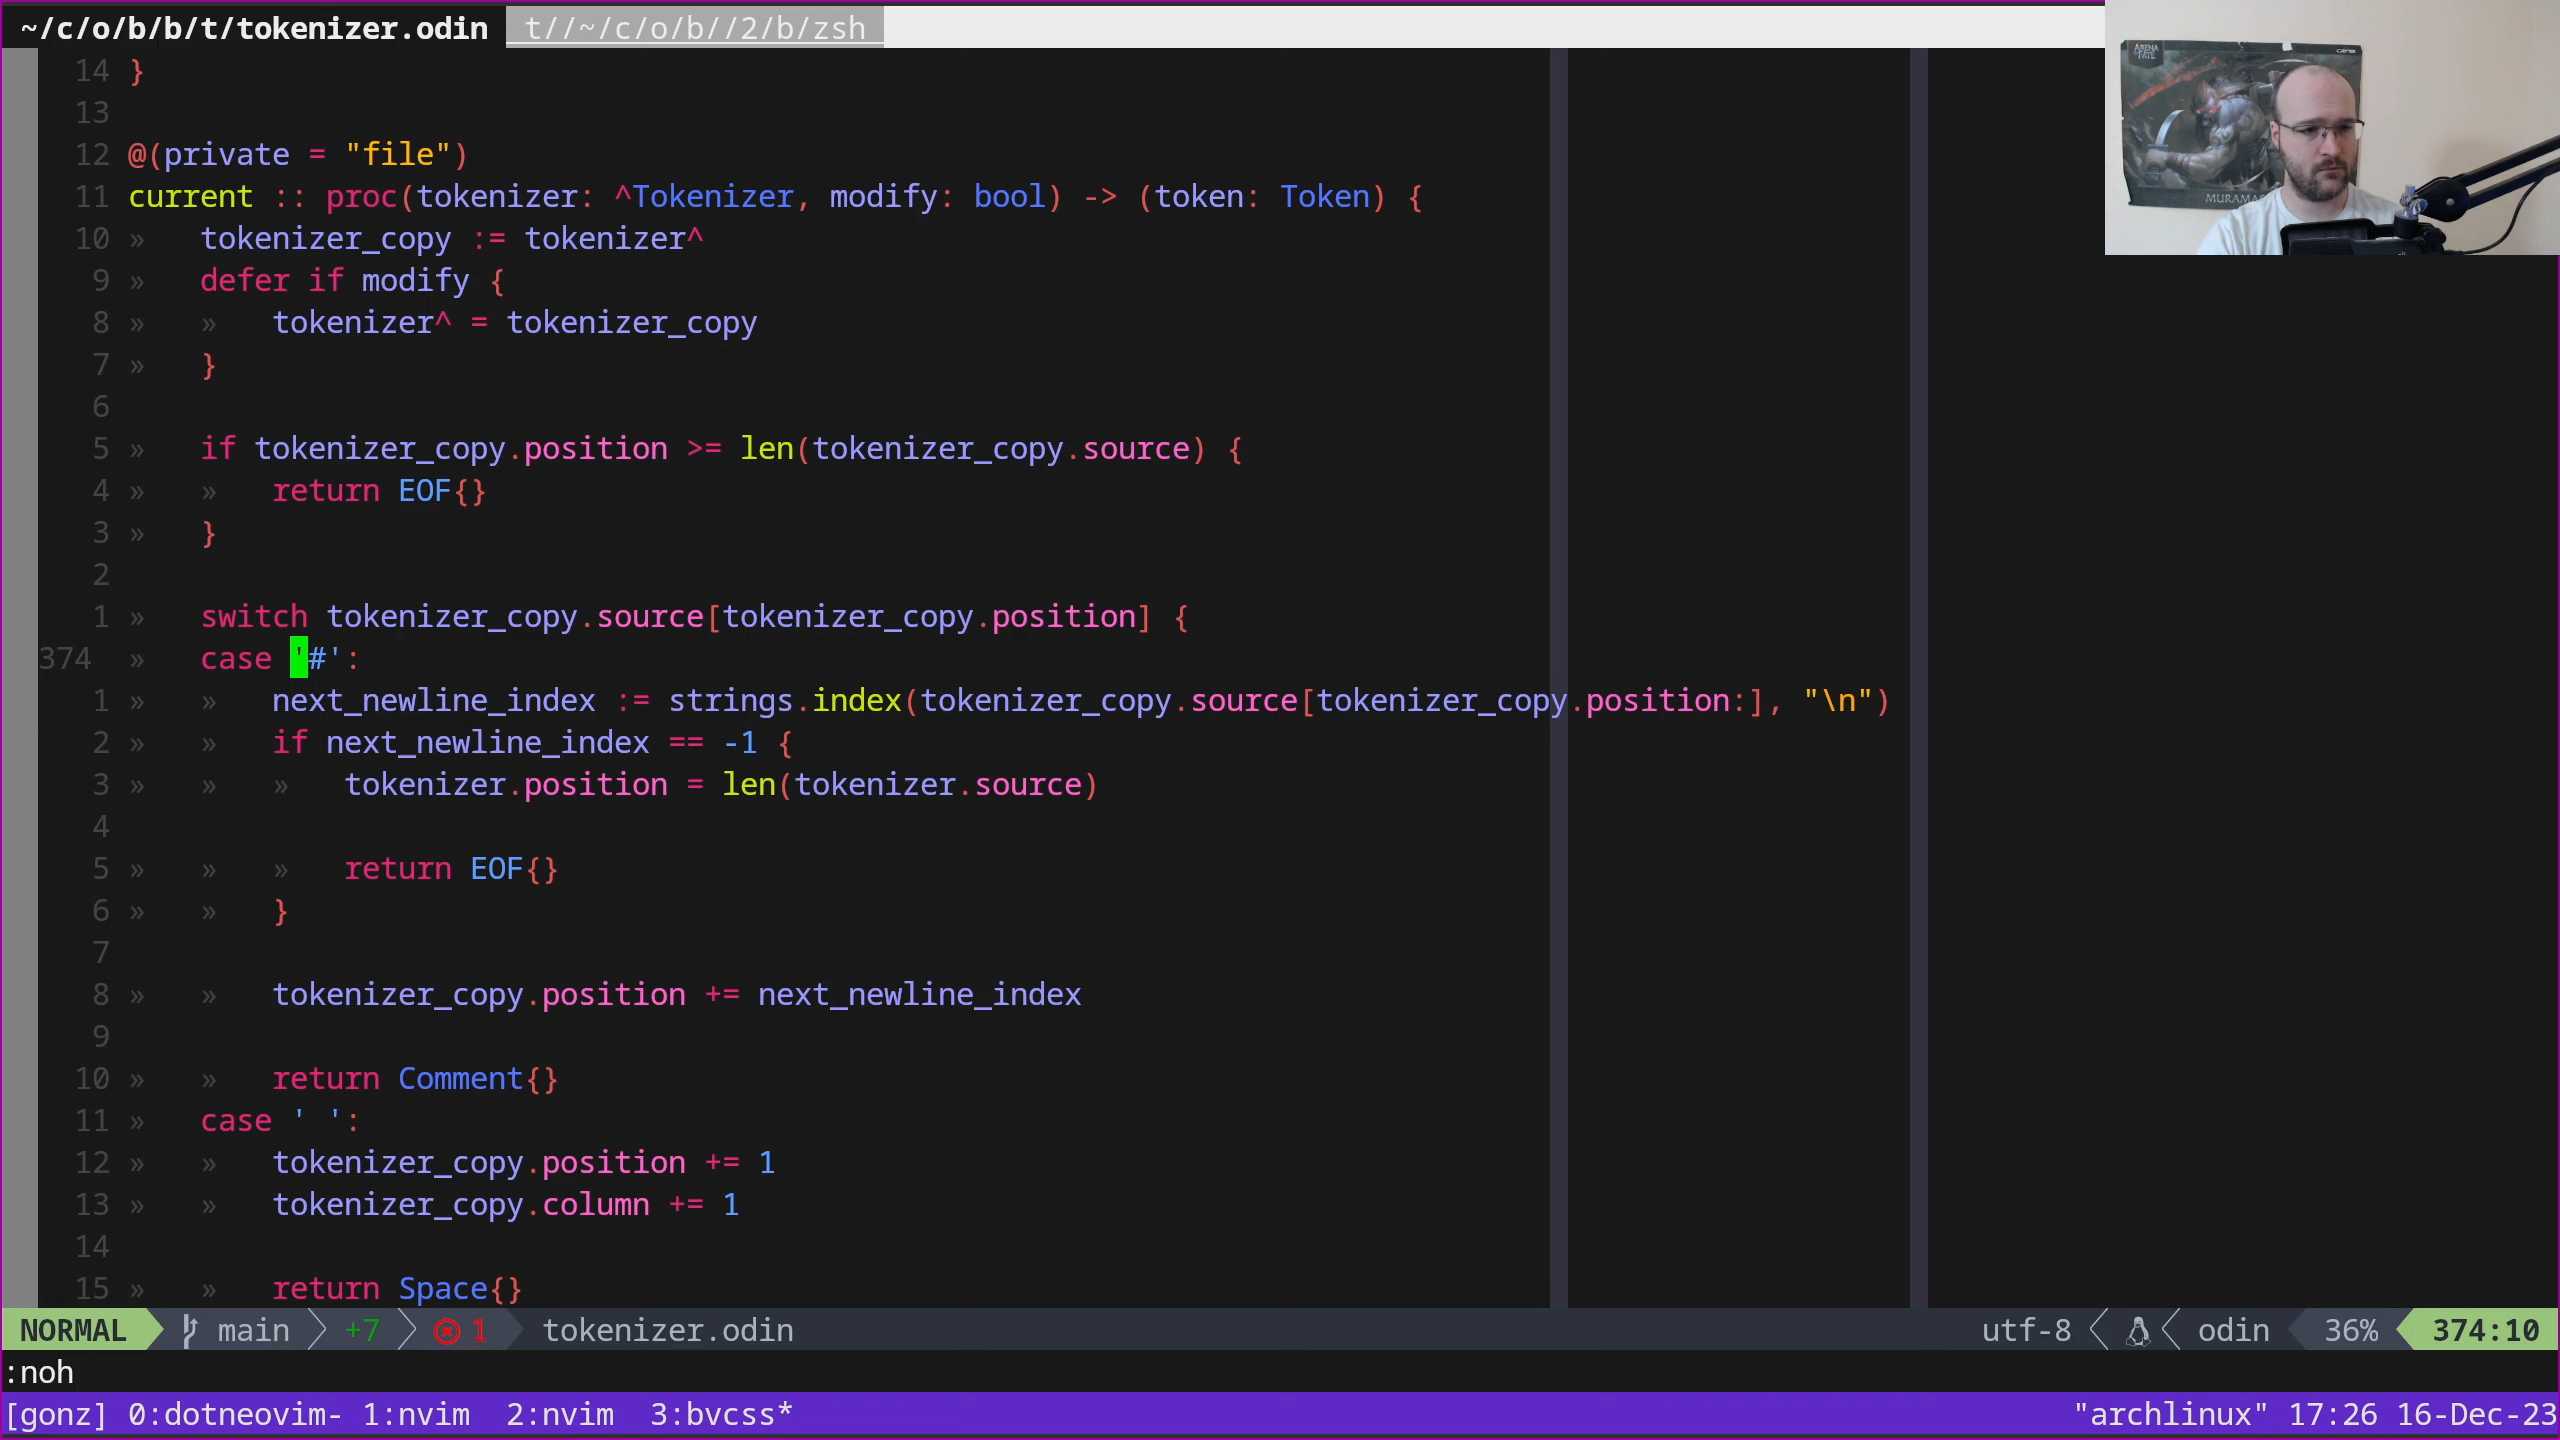 ~/c/o/b/b/t/tokenizer.odin t//~/c/o/b//2/b/zsh
ARENA OF FATE
MURAMAS
14 }
13
12 @(private = "file")
11 current :: proc(tokenizer: ^Tokenizer, modify: bool) -> (token: Token) {
10 » tokenizer_copy := tokenizer^
9 » defer if modify {
8 » » tokenizer^ = tokenizer_copy
7 » }
6
5 » if tokenizer_copy.position >= len(tokenizer_copy.source) {
4 » » return EOF{}
3 » }
2
1 » switch tokenizer_copy.source[tokenizer_copy.position] {
374 » case '#':
1 » » next_newline_index := strings.index(tokenizer_copy.source[tokenizer_copy.position:], "\n")
2 » » if next_newline_index == -1 {
3 » » » tokenizer.position = len(tokenizer.source)
4
5 » » » return EOF{}
6 » » }
7
8 » » tokenizer_copy.position += next_newline_index
9
10 » » return Comment{}
11 » case ' ':
12 » » tokenizer_copy.position += 1
13 » » tokenizer_copy.column += 1
14
15 » » return Space{}
NORMAL main +7 1 tokenizer.odin utf-8 odin 36% 374:10
:noh
[gonz] 0:dotneovim- 1:nvim 2:nvim 3:bvcss* "archlinux" 17:26 16-Dec-23